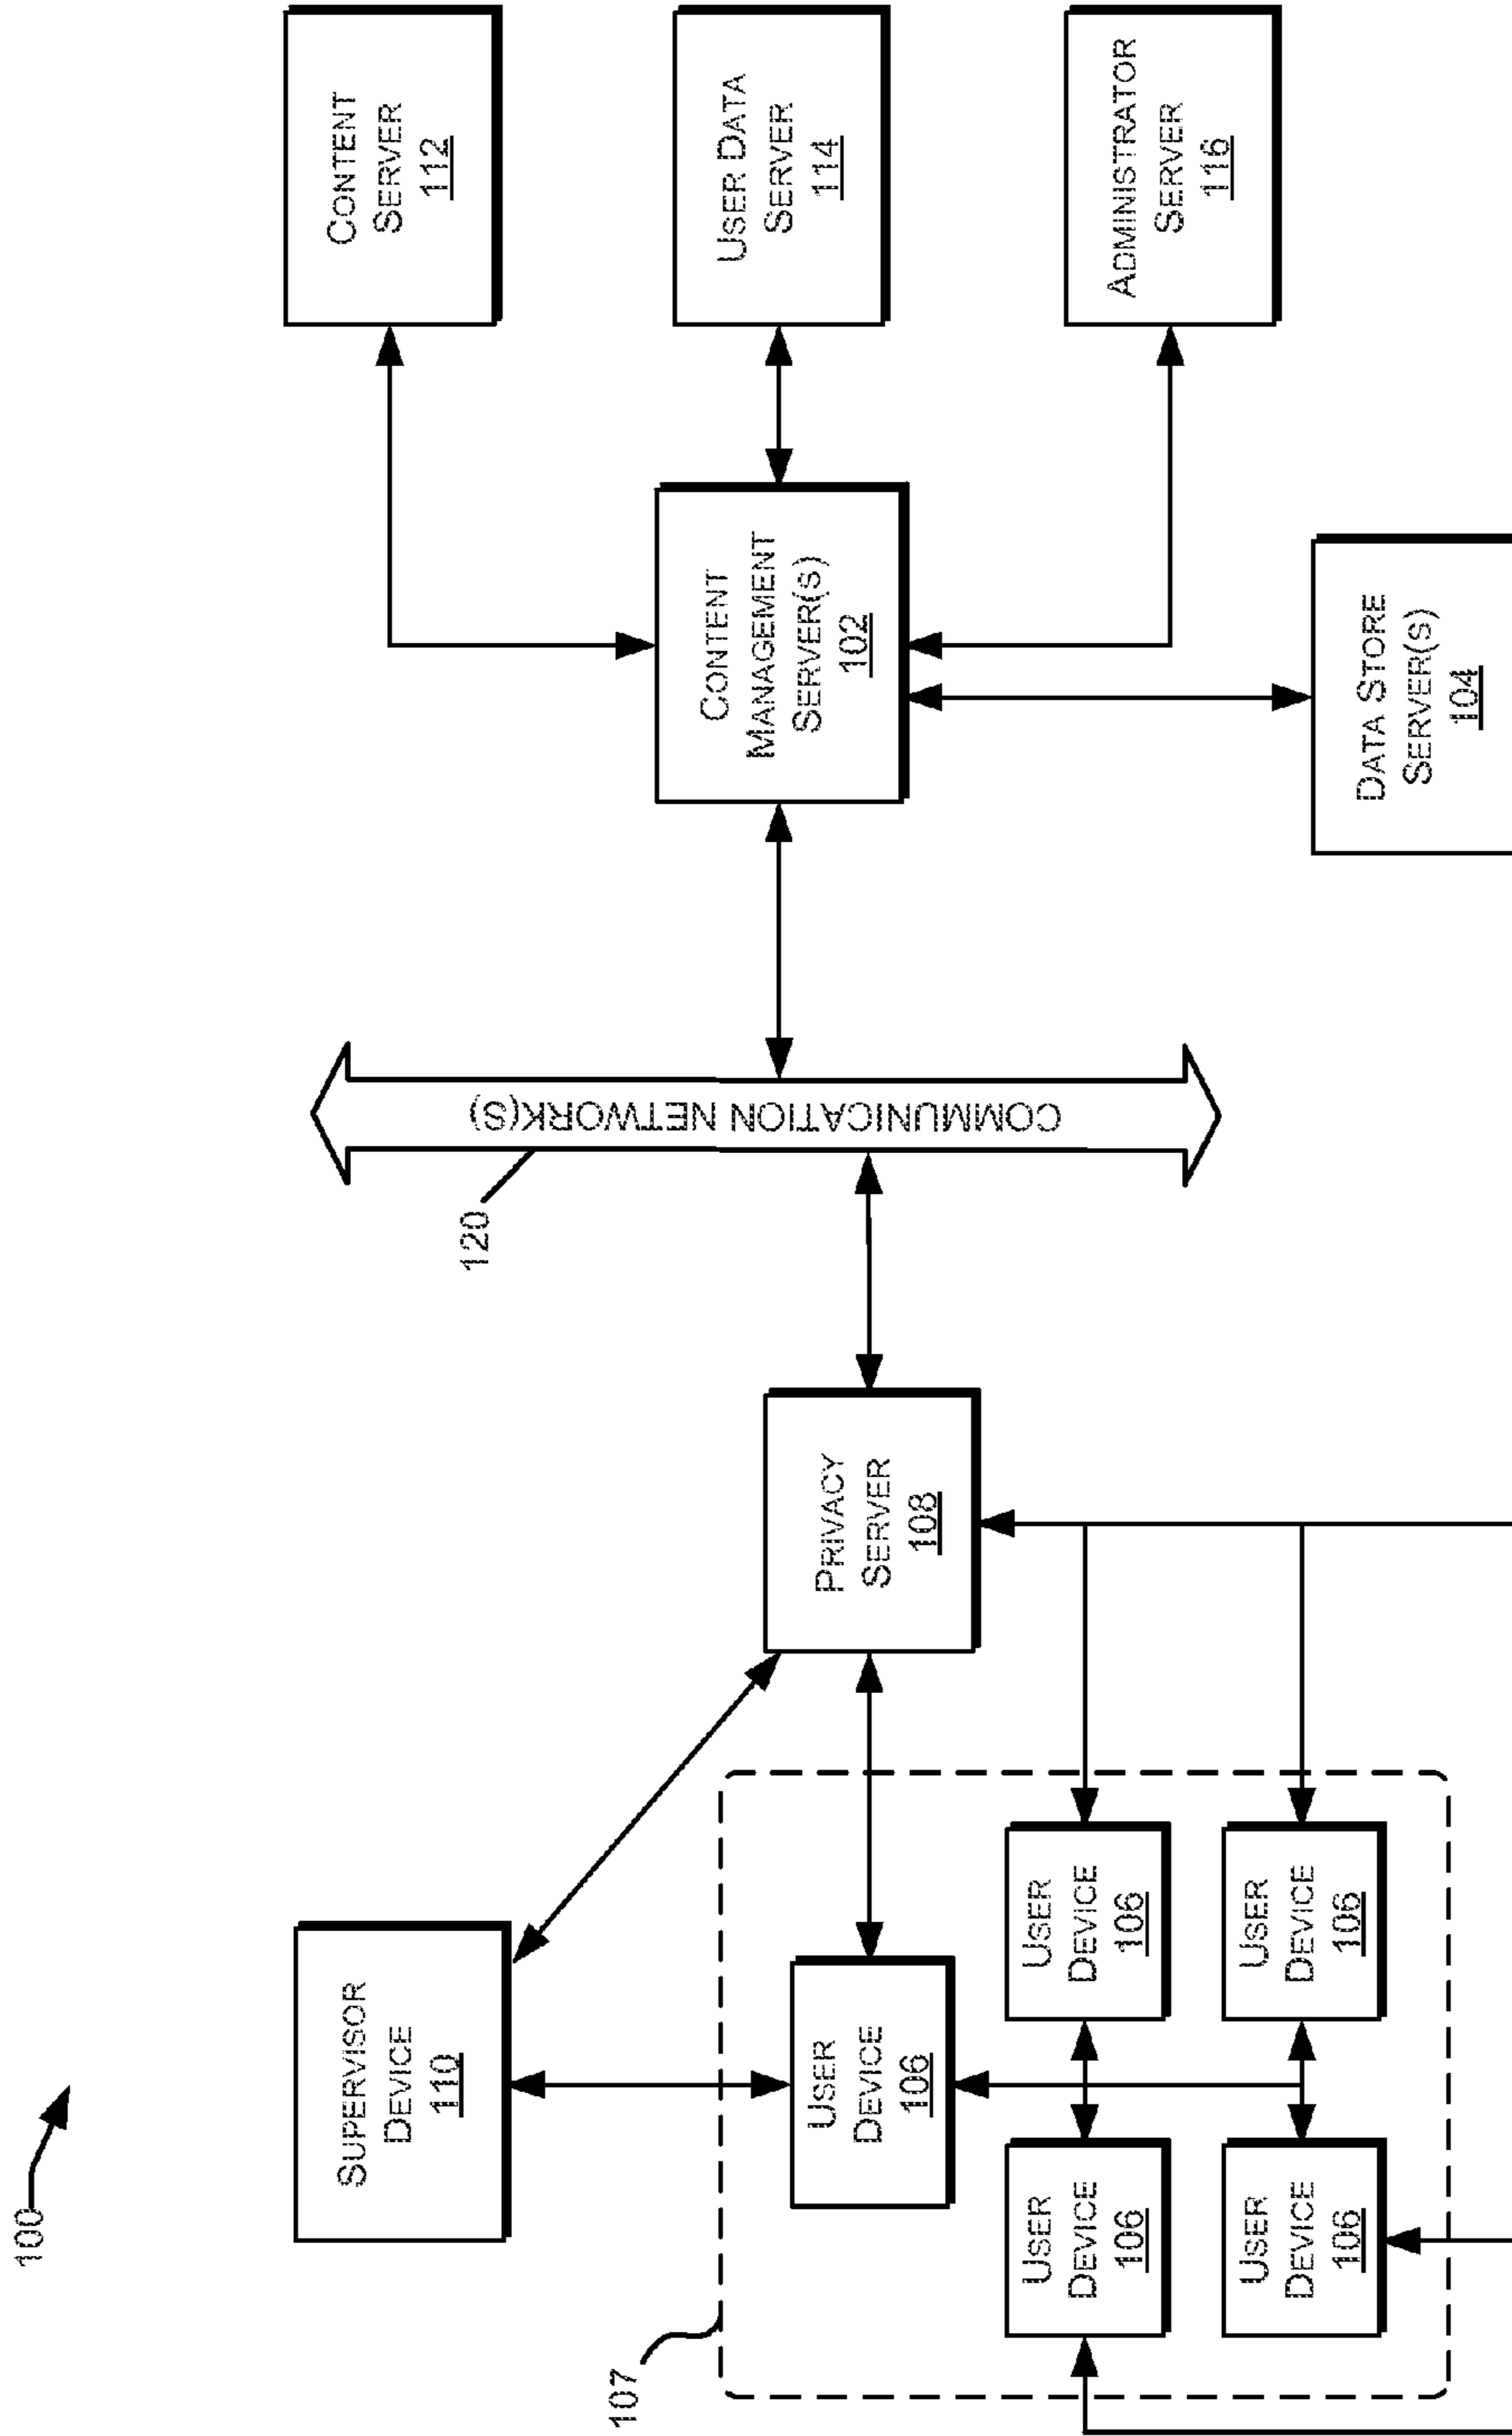 100
SUPERVISOR
DEVICE
110
107
USER
DEVICE
106
USER
DEVICE
106
USER
DEVICE
106
USER
DEVICE
106
USER
DEVICE
106
PRIVACY
SERVER
108
120
COMMUNICATION NETWORK(S)
CONTENT
MANAGEMENT
SERVER(S)
102
DATA STORE
SERVER(S)
104
CONTENT
SERVER
112
USER DATA
SERVER
114
ADMINISTRATOR
SERVER
116